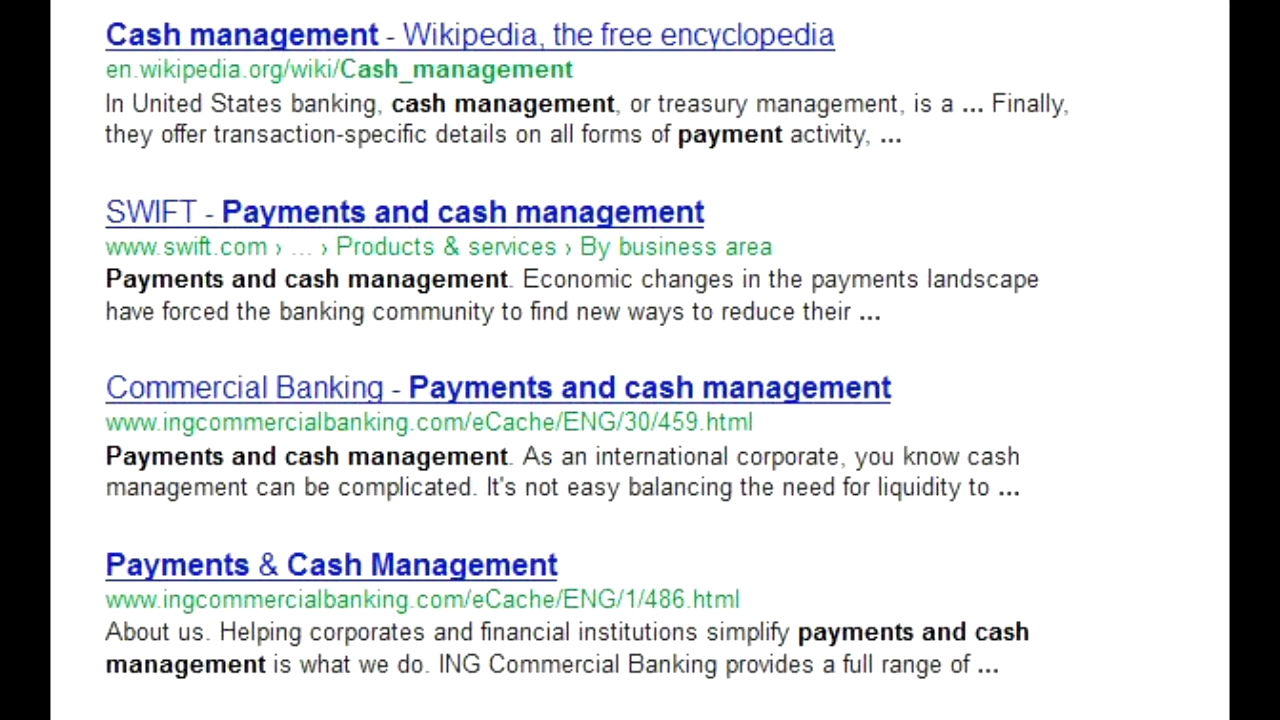 Cash management - Wikipedia, the free encyclopedia
en.wikipedia.org/wiki/Cash_management
In United States banking, cash management, or treasury management, is a ... Finally,
they offer transaction-specific details on all forms of payment activity, ...
SWIFT - Payments and cash management
www.swift.com › ... › Products & services › By business area
Payments and cash management. Economic changes in the payments landscape
have forced the banking community to find new ways to reduce their ...
Commercial Banking - Payments and cash management
www.ingcommercialbanking.com/eCache/ENG/30/459.html
Payments and cash management. As an international corporate, you know cash
management can be complicated. It's not easy balancing the need for liquidity to ...
Payments & Cash Management
www.ingcommercialbanking.com/eCache/ENG/1/486.html
About us. Helping corporates and financial institutions simplify payments and cash
management is what we do. ING Commercial Banking provides a full range of ...